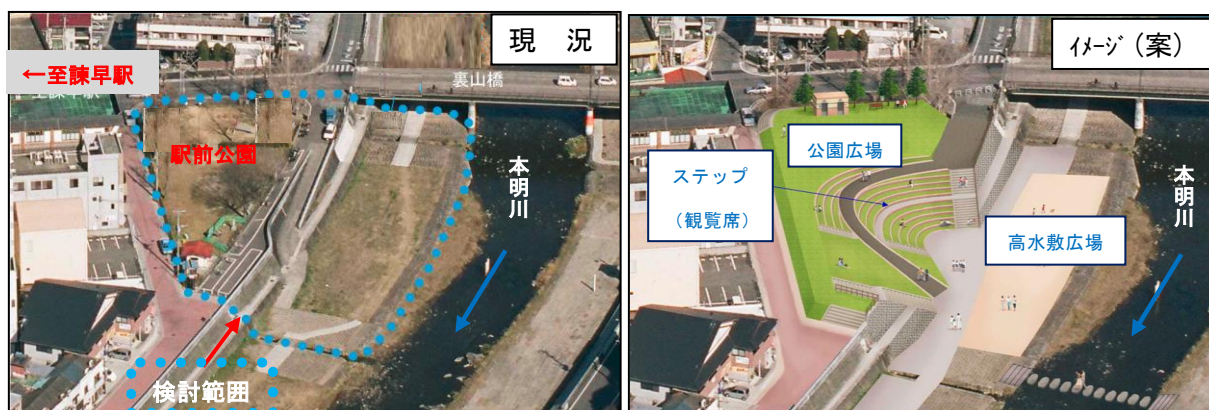 現 況
←至諫早駅
裏山橋
駅前公園
本明川
検討範囲
ｲﾒｰｼﾞ（案）
公園広場
ステップ
（観覧席）
高水敷広場
本明川